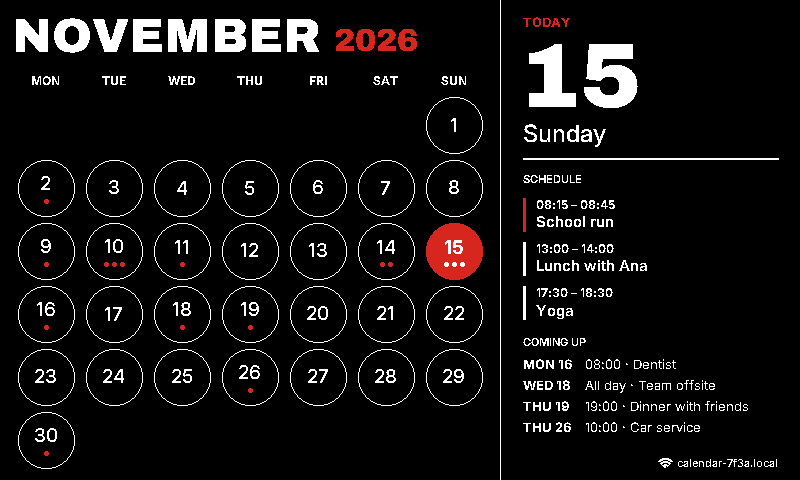 NOVEMBER 2026
MON TUE WED THU FRI SAT SUN
1
2 3 4 5 6 7 8
9 10 11 12 13 14 15
16 17 18 19 20 21 22
23 24 25 26 27 28 29
30
TODAY
15
Sunday
SCHEDULE
08:15 – 08:45
School run
13:00 – 14:00
Lunch with Ana
17:30 – 18:30
Yoga
COMING UP
MON 16 08:00 · Dentist
WED 18 All day · Team offsite
THU 19 19:00 · Dinner with friends
THU 26 10:00 · Car service
calendar-7f3a.local